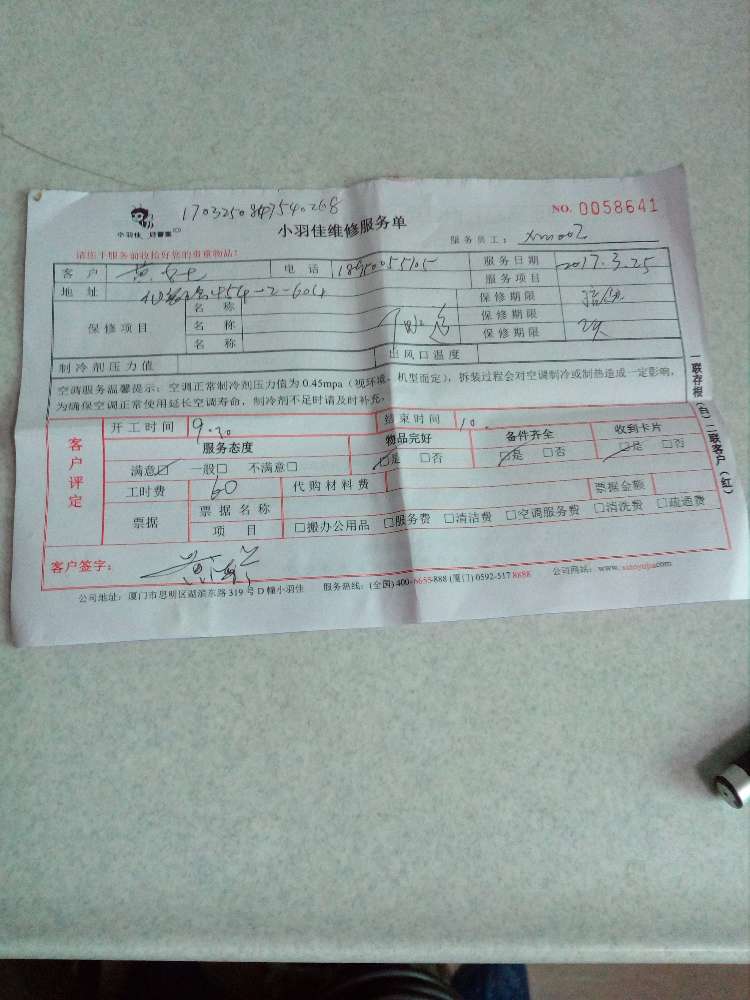 小羽佳 启普惠
小羽佳维修服务单
NO. 0058641
服务员工: xm002
请您于服务前收拾好您的贵重物品!
客户 黄女士 电话 服务日期 2017.3.25
地址 服务项目
保修项目 名称 保修期限
名称 保修期限
名称 保修期限
制冷剂压力值 出风口温度
空调服务温馨提示:空调正常制冷剂压力值为0.45mpa(视环境、机型而定),拆装过程会对空调制冷或制热造成一定影响,
为确保空调正常使用延长空调寿命,制冷剂不足时请及时补充。
客户评定
开工时间 9.20 结束时间 10.
服务态度 物品完好 备件齐全 收到卡片
满意□ 一般□ 不满意□ □是 □否 □是 □否 □是 □否
工时费 60 代购材料费 票据金额
票据 票据名称
项目 □搬办公用品 □服务费 □清洁费 □空调服务费 □清洗费 □疏通费
客户签字:
公司地址:厦门市思明区湖滨东路319号D幢小羽佳 服务热线:(全国)400-6655-888 (厦门)0592-517 8688 公司网站:www.xiaoyujia.com
一联存根(白)二联客户(红)